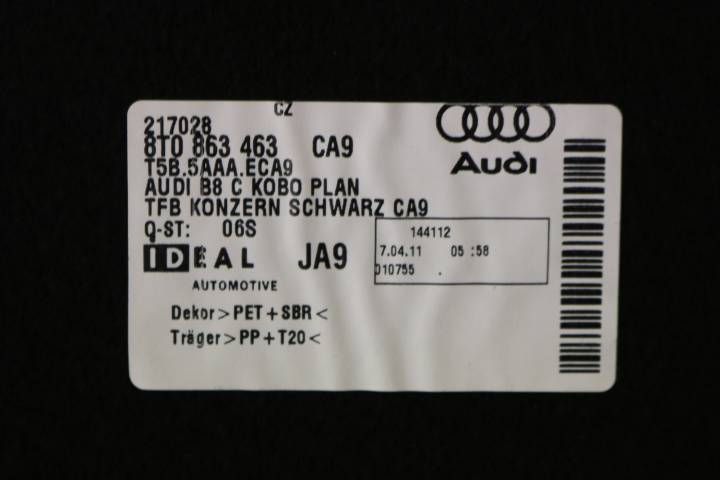 CZ
217028
8T0 863 463 CA9
T5B.5AAA.ECA9
AUDI B8 C KOBO PLAN
TFB KONZERN SCHWARZ CA9
Q-ST: 06S
IDEAL JA9
AUTOMOTIVE
Dekor>PET+SBR<
Träger>PP+T20<
Audi
144112
7.04.11 05:58
010755 .